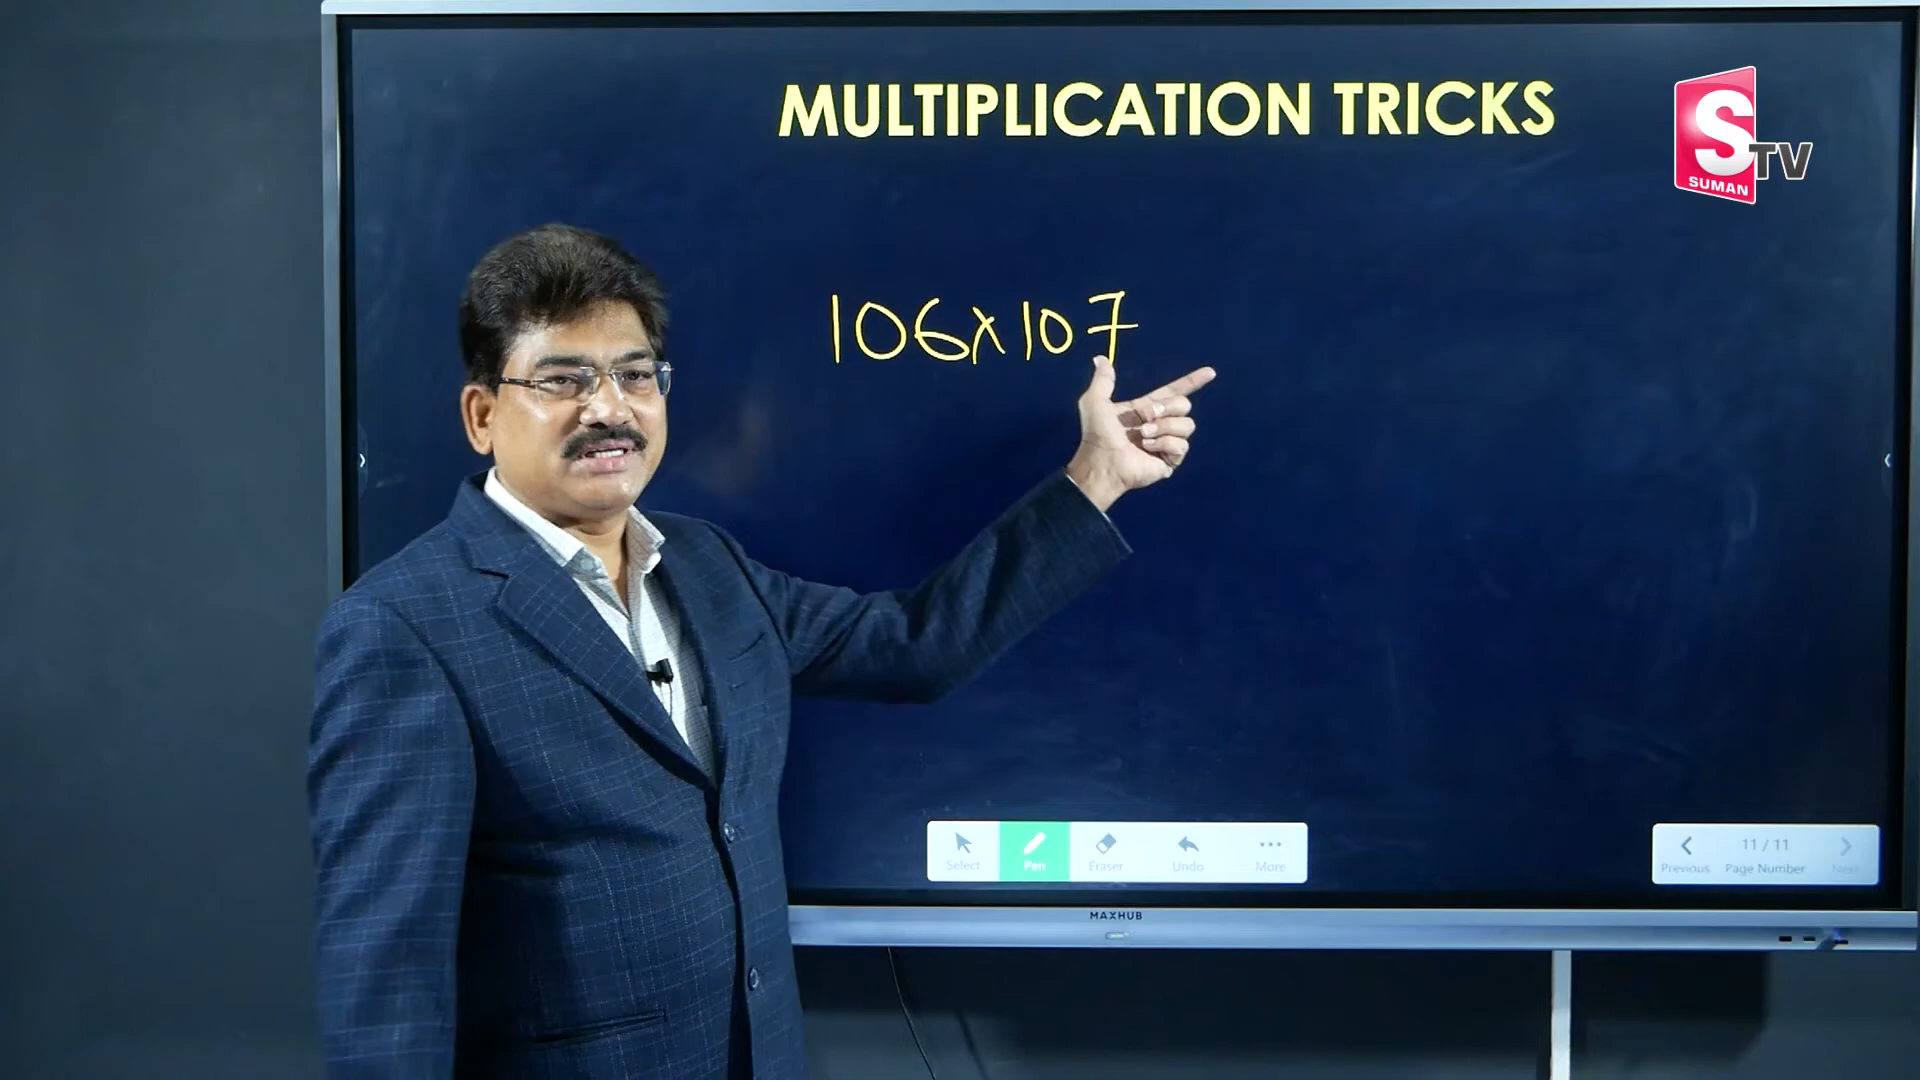 MULTIPLICATION TRICKS
S TV
SUMAN
106x107
Select
Pen
Eraser
Undo
More
11 / 11
Previous
Page Number
Next
MAXHUB